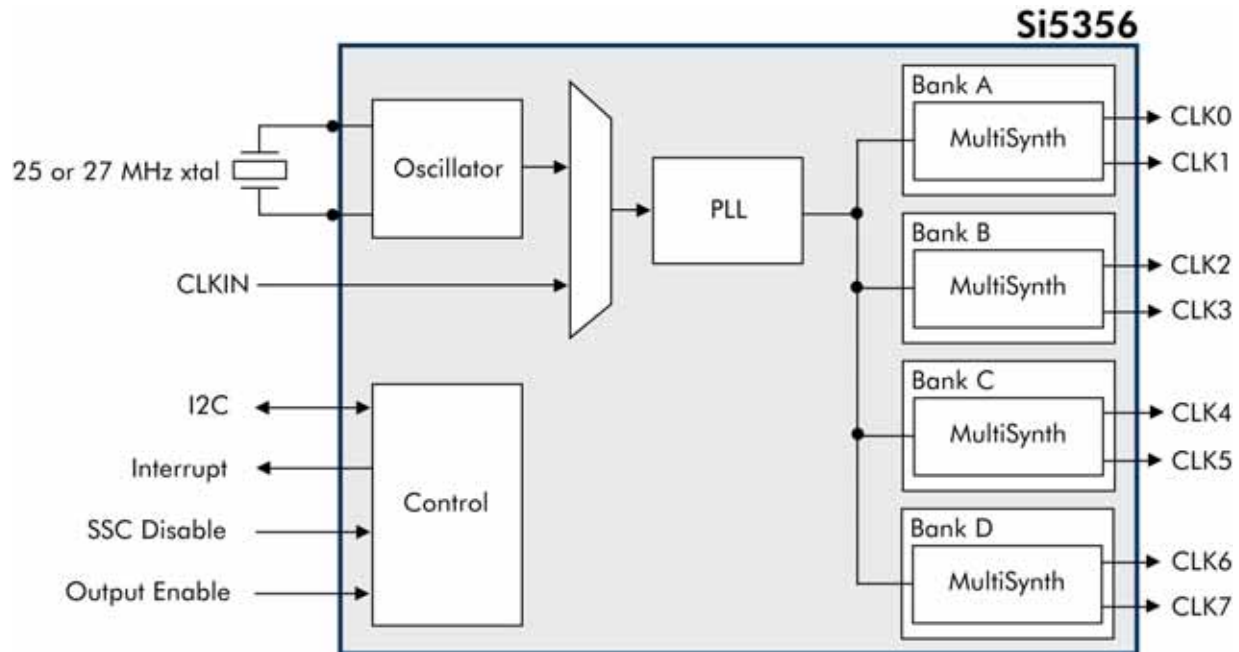 Si5356
25 or 27 MHz xtal
Oscillator
CLKIN
PLL
I2C
Interrupt
SSC Disable
Output Enable
Control
Bank A
MultiSynth
CLK0
CLK1
Bank B
MultiSynth
CLK2
CLK3
Bank C
MultiSynth
CLK4
CLK5
Bank D
MultiSynth
CLK6
CLK7